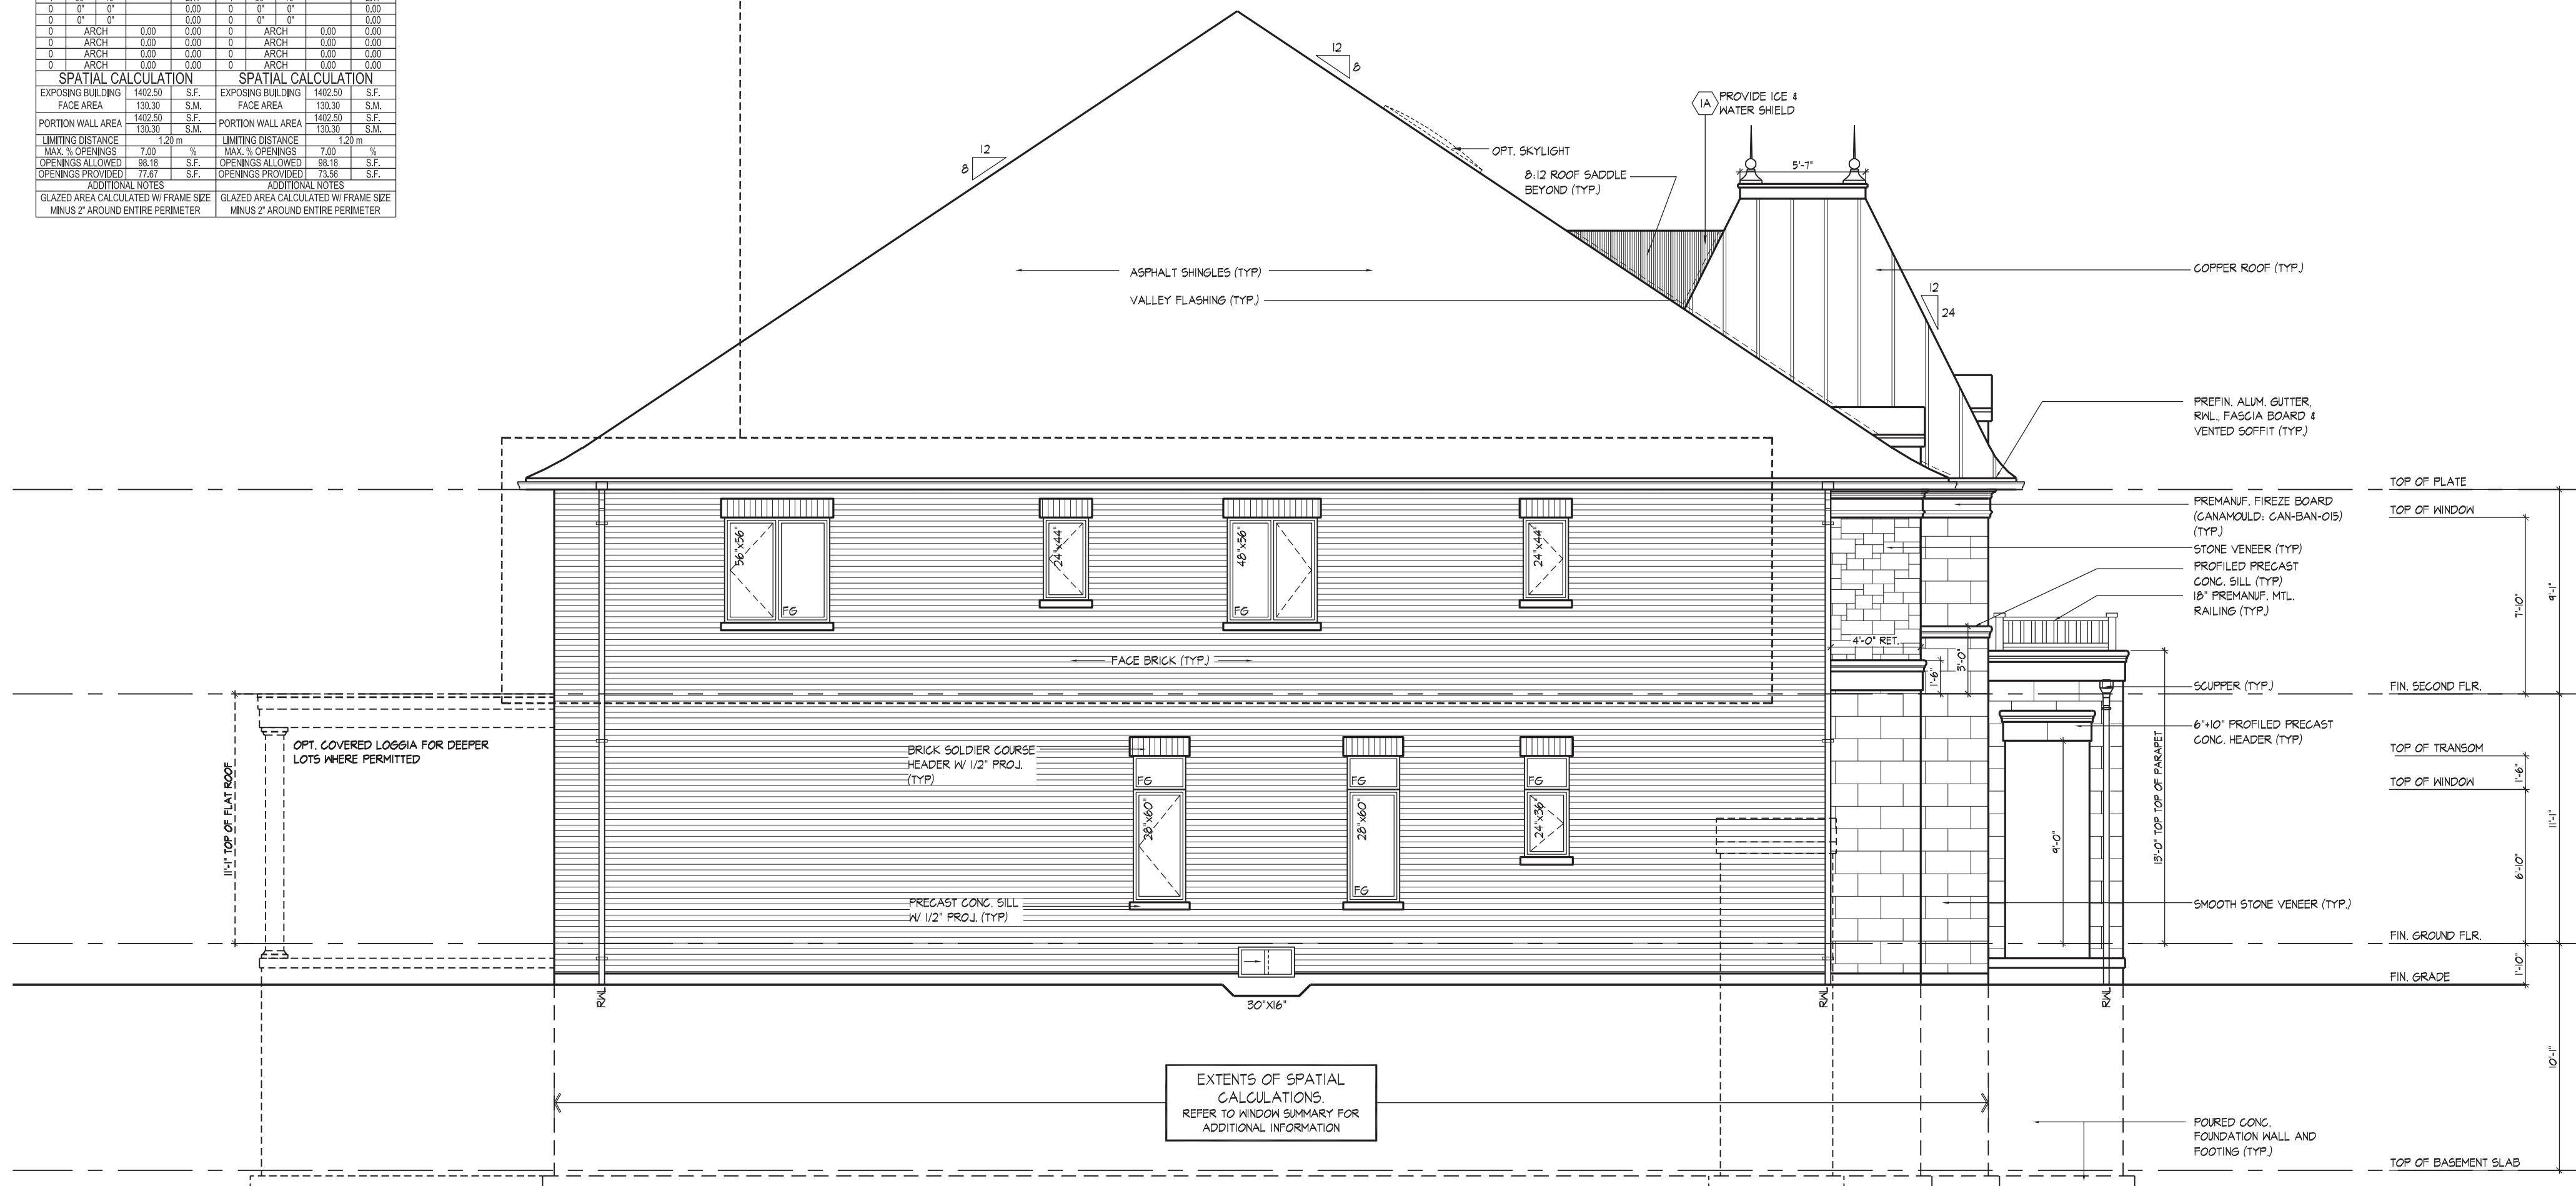 0 0" 0" 0.00 0 0" 0" 0.00
0 0" 0" 0.00 0 0" 0" 0.00
0 ARCH 0.00 0.00 0 ARCH 0.00 0.00
0 ARCH 0.00 0.00 0 ARCH 0.00 0.00
0 ARCH 0.00 0.00 0 ARCH 0.00 0.00
0 ARCH 0.00 0.00 0 ARCH 0.00 0.00
SPATIAL CALCULATION SPATIAL CALCULATION
EXPOSING BUILDING 1402.50 S.F. EXPOSING BUILDING 1402.50 S.F.
FACE AREA 130.30 S.M. FACE AREA 130.30 S.M.
PORTION WALL AREA 1402.50 S.F. PORTION WALL AREA 1402.50 S.F.
130.30 S.M. 130.30 S.M.
LIMITING DISTANCE 1.20 m LIMITING DISTANCE 1.20 m
MAX. % OPENINGS 7.00 % MAX. % OPENINGS 7.00 %
OPENINGS ALLOWED 98.18 S.F. OPENINGS ALLOWED 98.18 S.F.
OPENINGS PROVIDED 77.67 S.F. OPENINGS PROVIDED 73.56 S.F.
ADDITIONAL NOTES ADDITIONAL NOTES
GLAZED AREA CALCULATED W/ FRAME SIZE GLAZED AREA CALCULATED W/ FRAME SIZE
MINUS 2" AROUND ENTIRE PERIMETER MINUS 2" AROUND ENTIRE PERIMETER
12
8
12
8
OPT. SKYLIGHT
8:12 ROOF SADDLE
BEYOND (TYP.)
1A
PROVIDE ICE &
WATER SHIELD
5'-7"
ASPHALT SHINGLES (TYP)
VALLEY FLASHING (TYP.)
COPPER ROOF (TYP.)
12
24
PREFIN. ALUM. GUTTER,
RWL., FASCIA BOARD &
VENTED SOFFIT (TYP.)
TOP OF PLATE
PREMANUF. FIREZE BOARD
(CANAMOULD: CAN-BAN-015)
(TYP.)
TOP OF WINDOW
STONE VENEER (TYP)
PROFILED PRECAST
CONC. SILL (TYP)
18" PREMANUF. MTL.
RAILING (TYP.)
7'-10"
9'-1"
56"x56"
FG
24"x44"
48"x56"
FG
24"x44"
4'-0" RET.
1'-6"
3'-0"
FACE BRICK (TYP.)
SCUPPER (TYP.)
FIN. SECOND FLR.
6"+10" PROFILED PRECAST
CONC. HEADER (TYP)
OPT. COVERED LOGGIA FOR DEEPER
LOTS WHERE PERMITTED
11'-1" TOP OF FLAT ROOF
BRICK SOLDIER COURSE
HEADER W/ 1/2" PROJ.
(TYP)
FG
28"x60"
FG
28"x60"
FG
FG
24"x36"
9'-0"
13'-0" TOP TOP OF PARAPET
TOP OF TRANSOM
TOP OF WINDOW
1'-6"
11'-1"
6'-10"
PRECAST CONC. SILL
W/ 1/2" PROJ. (TYP)
SMOOTH STONE VENEER (TYP.)
FIN. GROUND FLR.
1'-10"
FIN. GRADE
RWL
30"X16"
RWL
RWL
10'-1"
EXTENTS OF SPATIAL
CALCULATIONS.
REFER TO WINDOW SUMMARY FOR
ADDITIONAL INFORMATION
POURED CONC.
FOUNDATION WALL AND
FOOTING (TYP.)
TOP OF BASEMENT SLAB